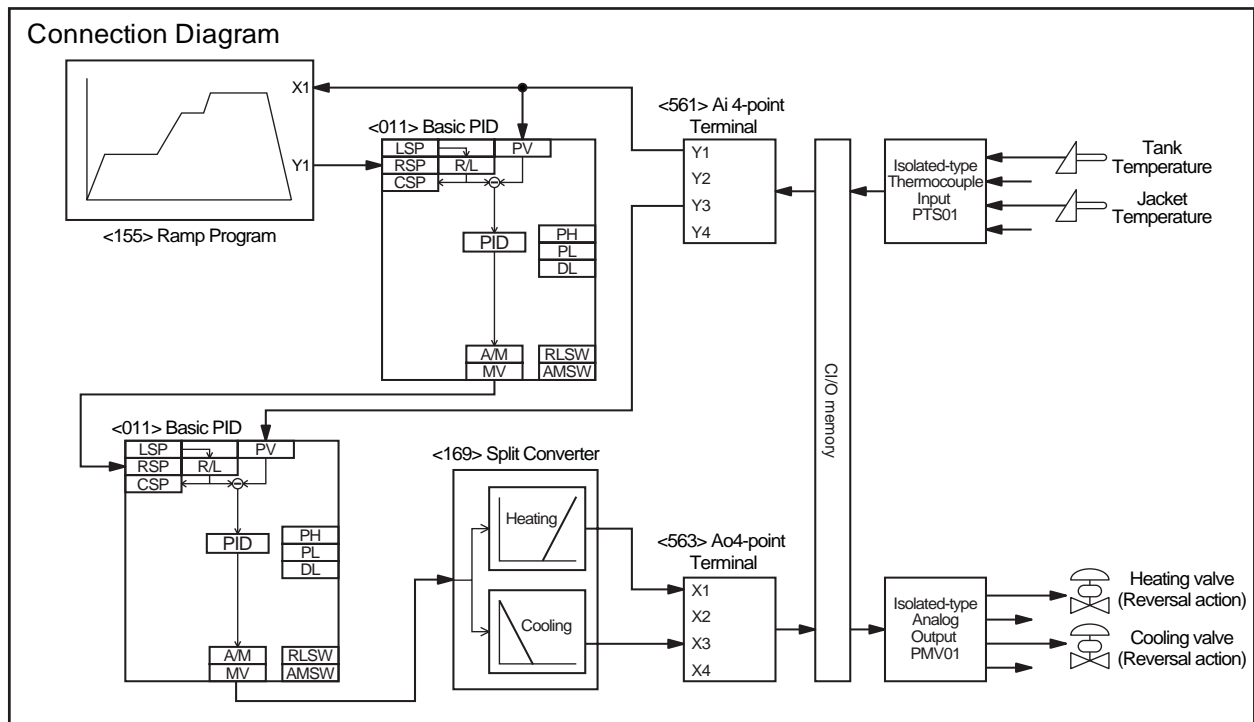 Connection Diagram
X1
Y1
<155> Ramp Program
<011> Basic PID
LSP
RSP
CSP
R/L
PV
PID
PH
PL
DL
A/M
MV
RLSW
AMSW
<561> Ai 4-point
Terminal
Y1
Y2
Y3
Y4
CI/O memory
Isolated-type
Thermocouple
Input
PTS01
Tank
Temperature
Jacket
Temperature
<011> Basic PID
LSP
RSP
CSP
R/L
PV
PID
PH
PL
DL
A/M
MV
RLSW
AMSW
<169> Split Converter
Heating
Cooling
<563> Ao4-point
Terminal
X1
X2
X3
X4
Isolated-type
Analog
Output
PMV01
Heating valve
(Reversal action)
Cooling valve
(Reversal action)